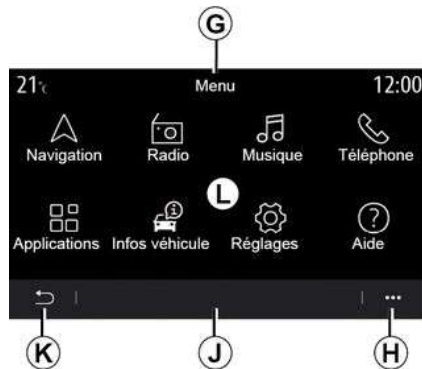 G
21°C Menu 12:00
Navigation Radio Musique Téléphone
L
Applications Infos véhicule Réglages Aide
K J H